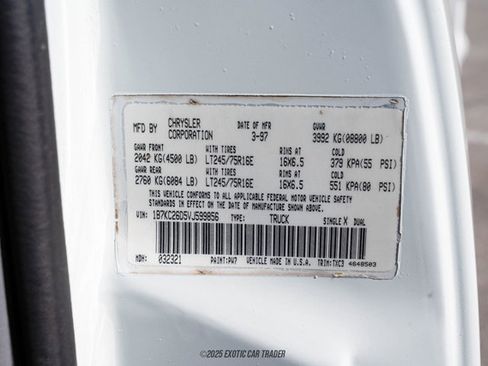 MFD BY CHRYSLER CORPORATION DATE OF MFR 3-97 GVWR 3992 KG(08800 LB)
GAWR FRONT TIRES RIMS AT COLD
2042 KG(4500 LB) LT245/75R16E 16X6.5 379 KPA(55 PSI)
GAWR REAR TIRES RIMS AT COLD
2760 KG(6084 LB) LT245/75R16E 16X6.5 551 KPA(80 PSI)
THIS VEHICLE CONFORMS TO ALL APPLICABLE FEDERAL MOTOR VEHICLE SAFETY
STANDARDS IN EFFECT ON THE DATE OF MANUFACTURE SHOWN ABOVE.
VIN: 1B7KC26D5VJ599856 TYPE: TRUCK SINGLE X DUAL
MDH: 032321 PAINT:PW7 VEHICLE MADE IN U.S.A. TRIM:TXC3 4648503
©2025 EXOTIC CAR TRADER